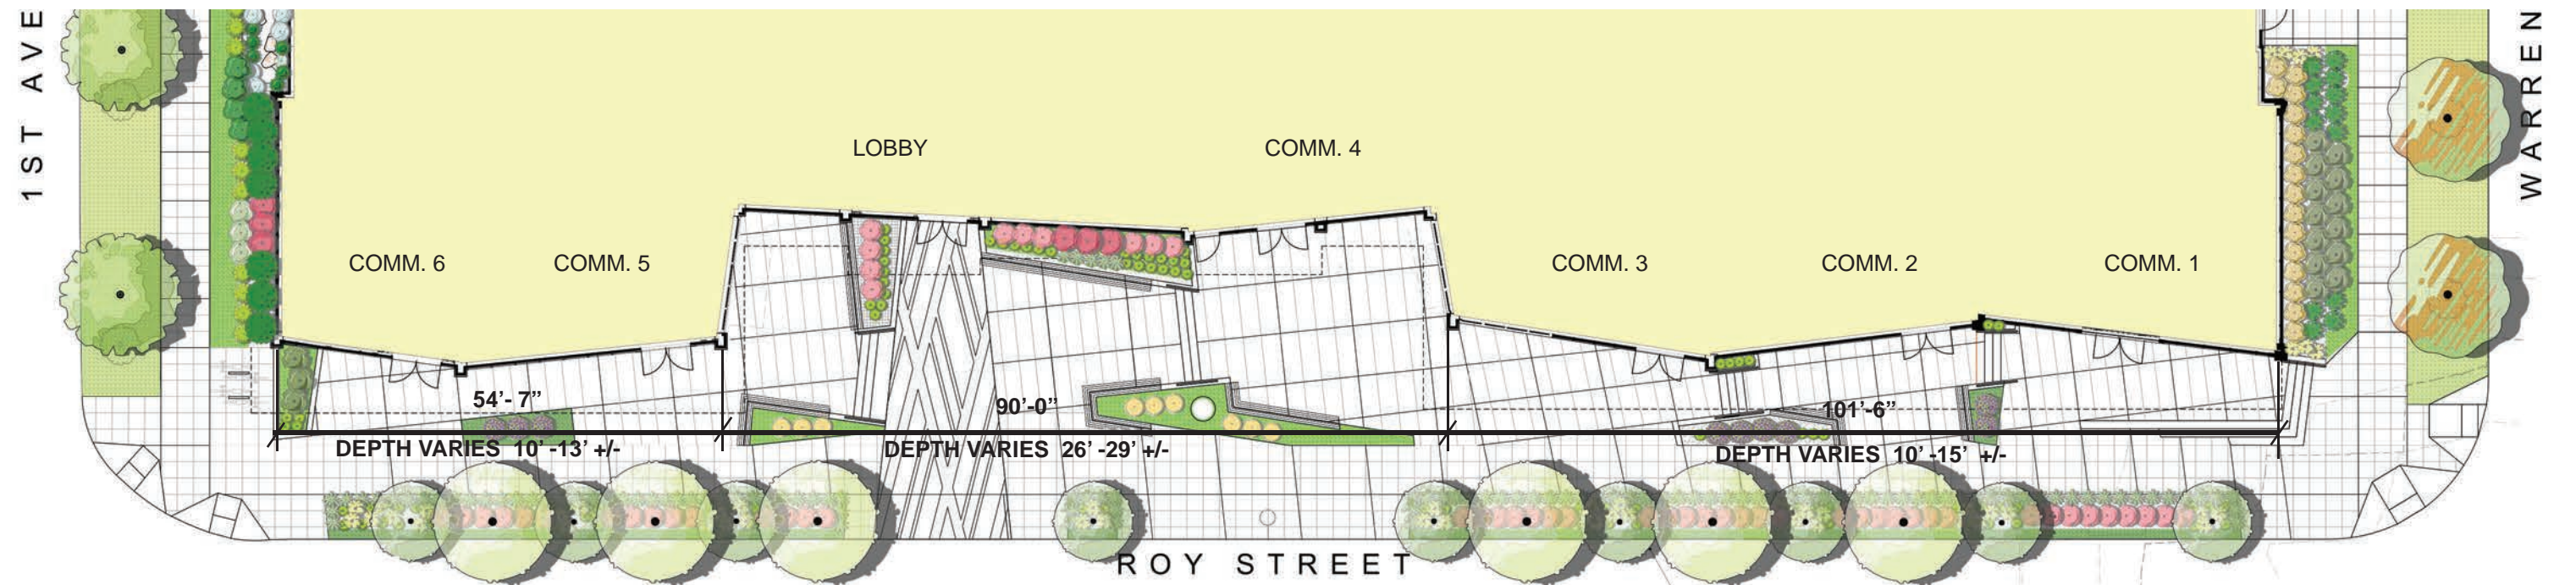 1ST AVE
WARREN
LOBBY
COMM. 4
COMM. 6
COMM. 5
COMM. 3
COMM. 2
COMM. 1
54’- 7”
90’-0”
101’-6”
DEPTH VARIES 10’ -13’ +/-
DEPTH VARIES 26’ -29’ +/-
DEPTH VARIES 10’ -15’ +/-
ROY STREET